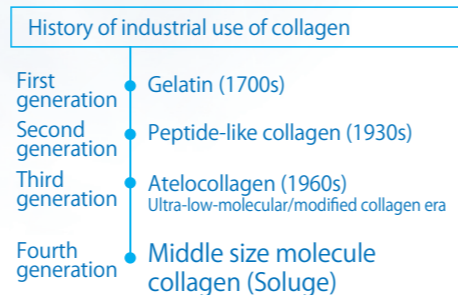 History of industrial use of collagen
First
generation
Gelatin (1700s)
Second
generation
Peptide-like collagen (1930s)
Third
generation
Atelocollagen (1960s)
Ultra-low-molecular/modified collagen era
Fourth
generation
Middle size molecule
collagen (Soluge)